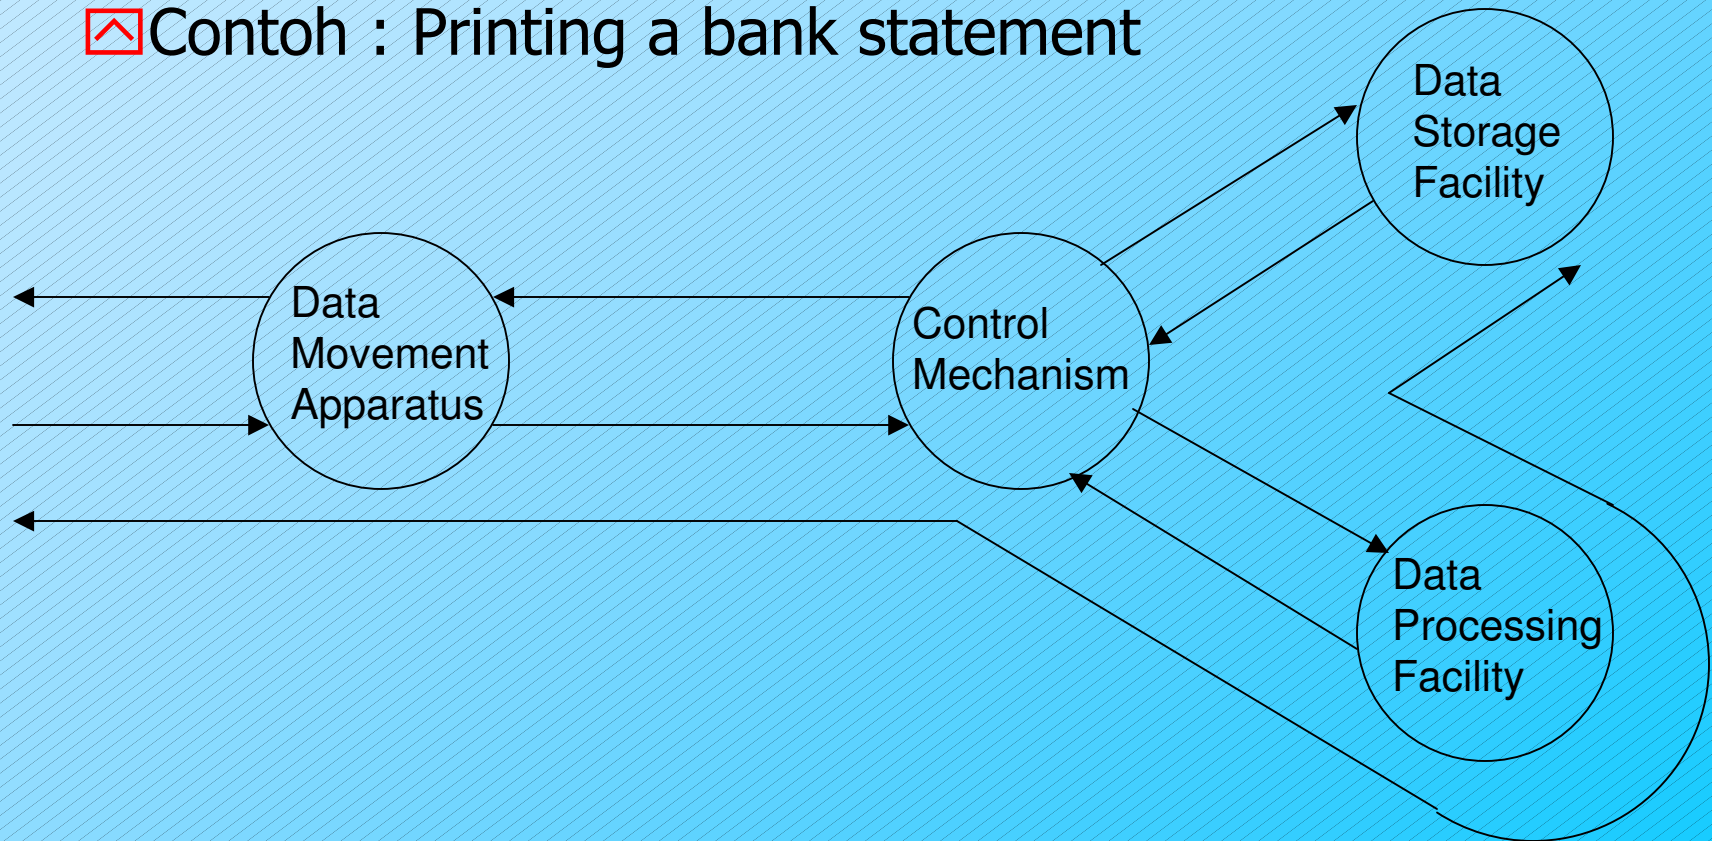 Contoh : Printing a bank statement
Data
Storage
Facility
Data
Movement
Apparatus
Control
Mechanism
Data
Processing
Facility